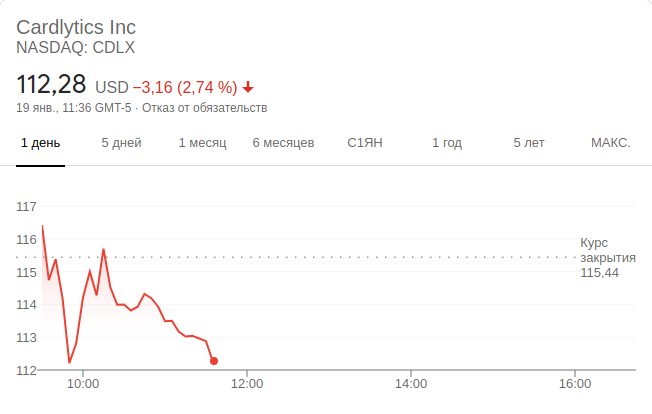 Cardlytics Inc
NASDAQ: CDLX
112,28 USD −3,16 (2,74 %)
19 янв., 11:36 GMT-5 · Отказ от обязательств
1 день 5 дней 1 месяц 6 месяцев С1ЯН 1 год 5 лет МАКС.
117
116
115
114
113
112
Курс
закрытия
115,44
10:00 12:00 14:00 16:00